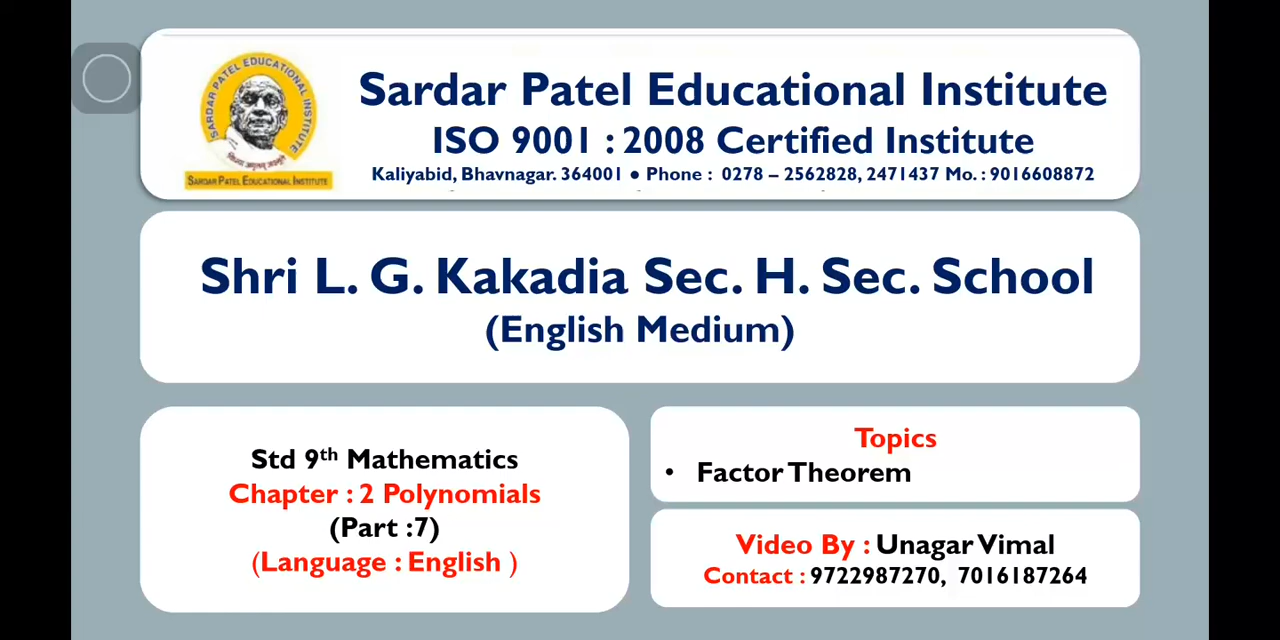 SARDAR PATEL EDUCATIONAL INSTITUTE
SARDAR PATEL EDUCATIONAL INSTITUTE
Sardar Patel Educational Institute
ISO 9001 : 2008 Certified Institute
Kaliyabid, Bhavnagar. 364001 ● Phone : 0278 – 2562828, 2471437 Mo. : 9016608872
Shri L. G. Kakadia Sec. H. Sec. School
(English Medium)
Std 9th Mathematics
Chapter : 2 Polynomials
(Part :7)
(Language : English )
Topics
• Factor Theorem
Video By : Unagar Vimal
Contact : 9722987270, 7016187264